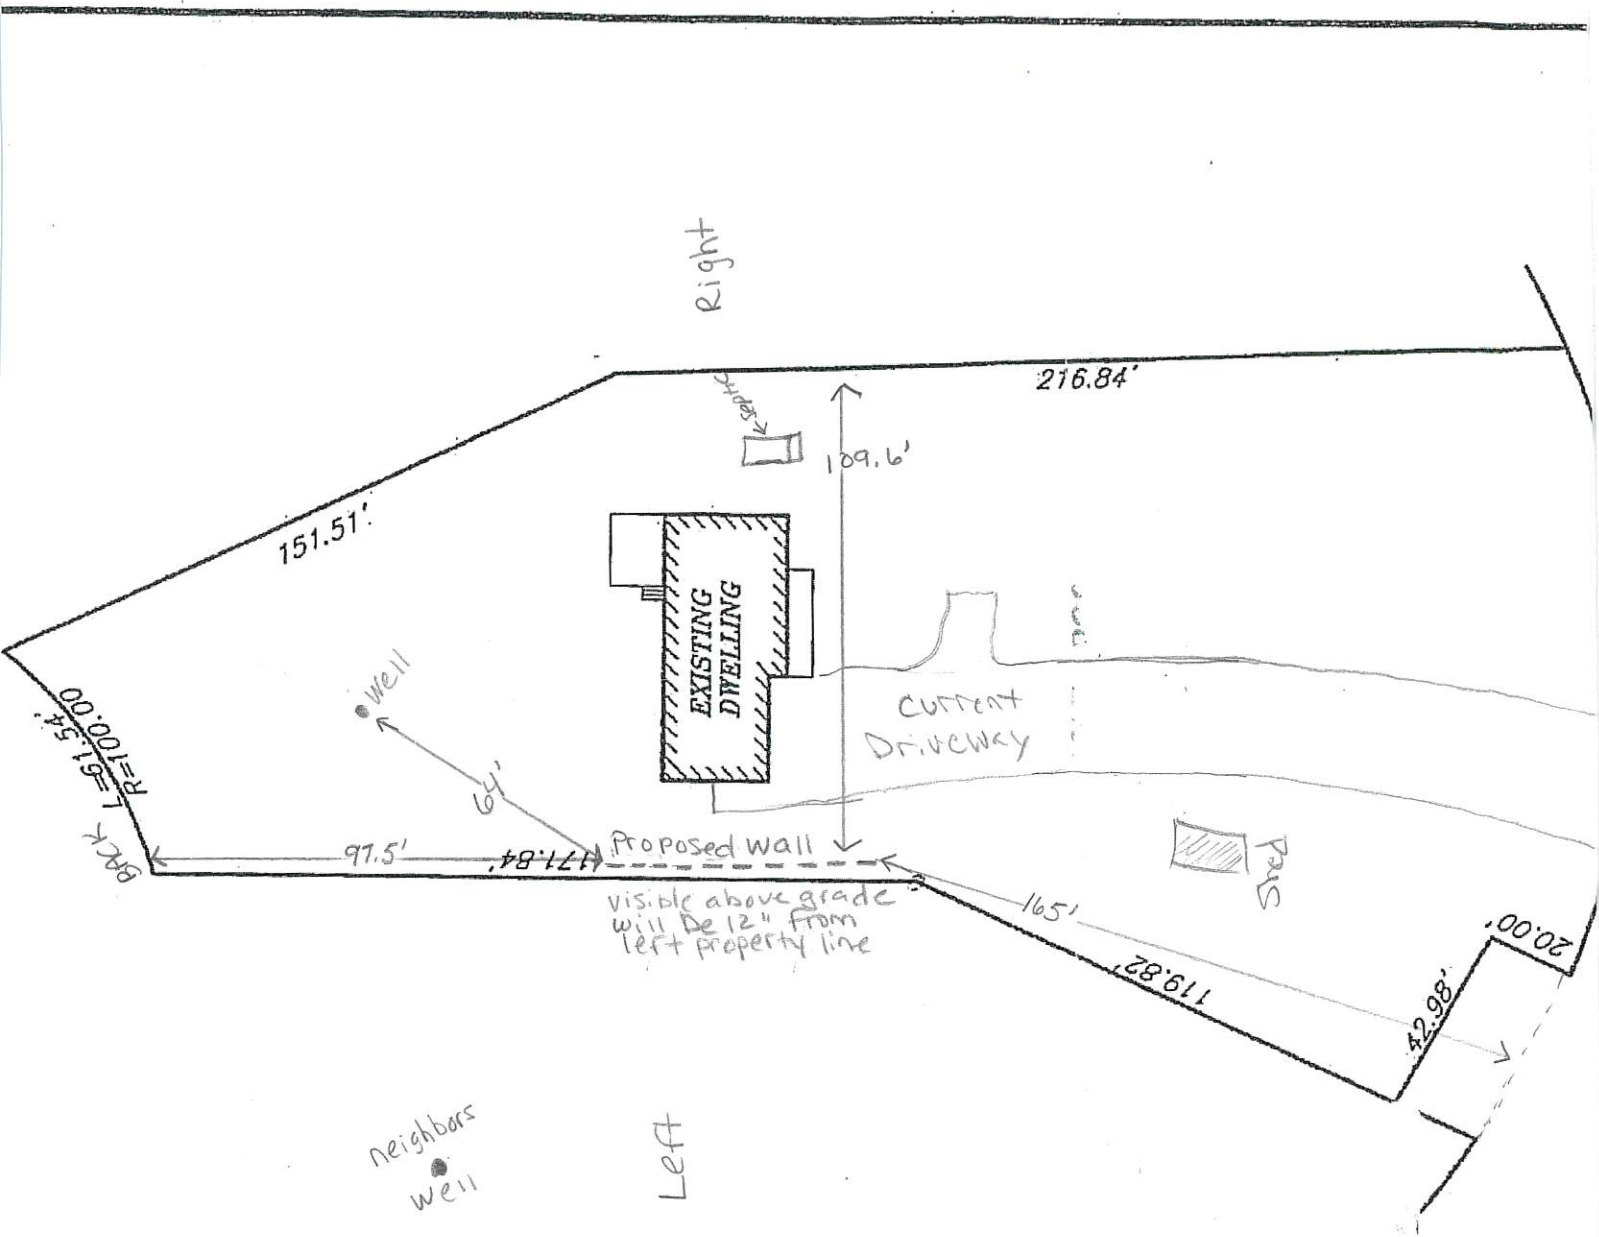 Right
216.84'
septic
109.6'
151.51'
EXISTING
DWELLING
well
64'
Current
Driveway
L=61.54'
R=100.00
BACK
97.5'
171.84'
Proposed wall
visible above grade
will be 12" from
left property line
Shed
165'
119.82'
42.98'
20.00'
neighbors
well
Left